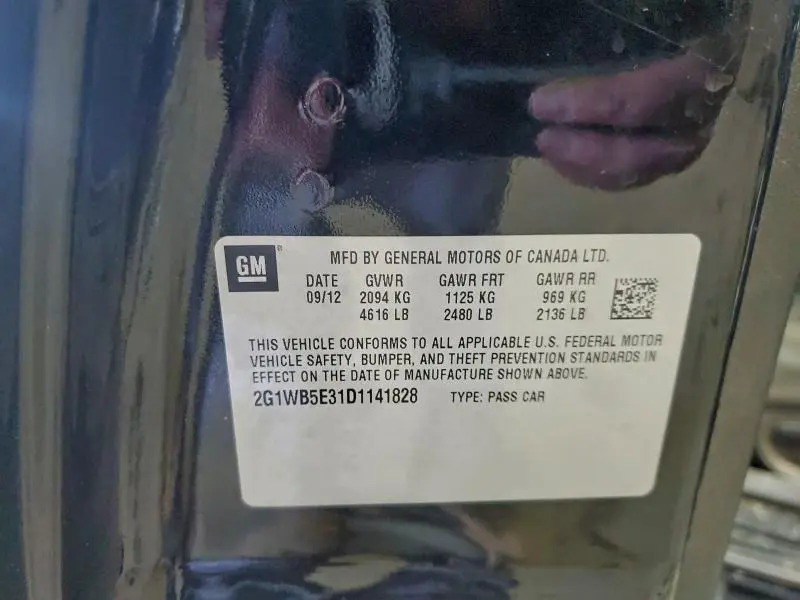 GM®
MFD BY GENERAL MOTORS OF CANADA LTD.
DATE GVWR GAWR FRT GAWR RR
09/12 2094 KG 1125 KG 969 KG
4616 LB 2480 LB 2136 LB
THIS VEHICLE CONFORMS TO ALL APPLICABLE U.S. FEDERAL MOTOR
VEHICLE SAFETY, BUMPER, AND THEFT PREVENTION STANDARDS IN
EFFECT ON THE DATE OF MANUFACTURE SHOWN ABOVE.
2G1WB5E31D1141828 TYPE: PASS CAR